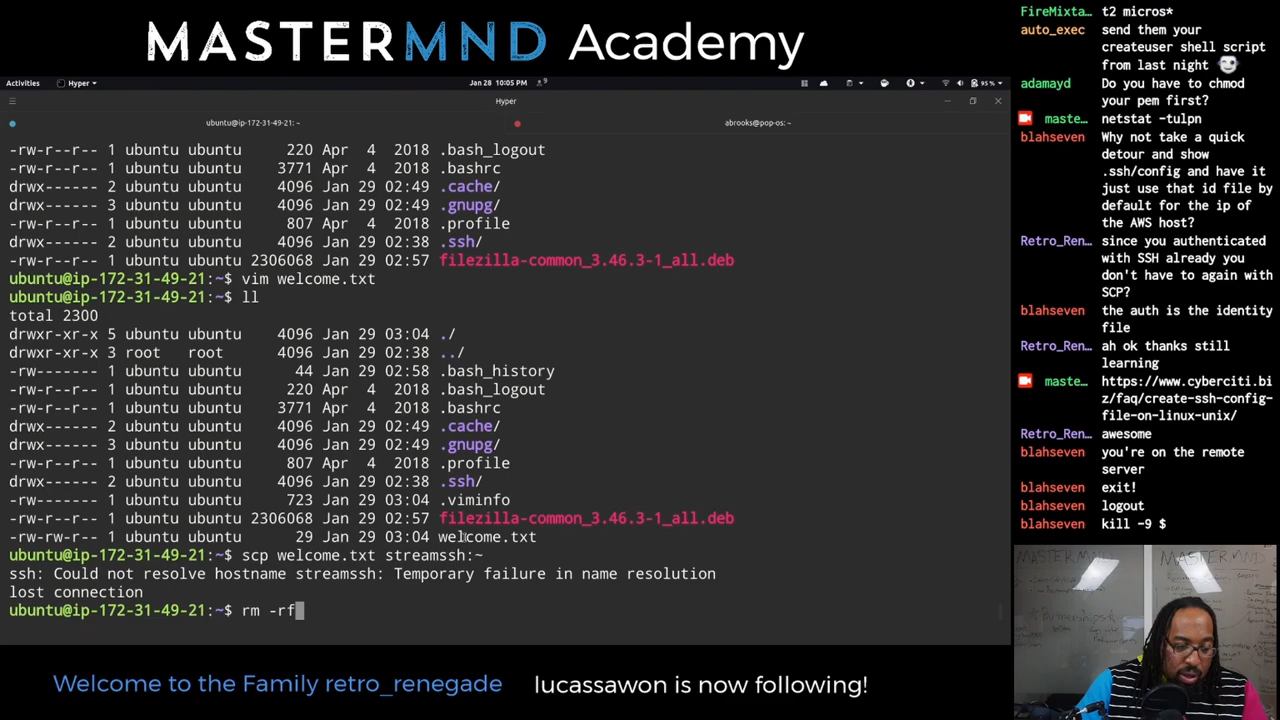 MASTERMND Academy
Activities
Hyper
Jan 28 10:05 PM
95 %
Hyper
ubuntu@ip-172-31-49-21: ~
abrooks@pop-os: ~
-rw-r--r-- 1 ubuntu ubuntu 220 Apr 4 2018 .bash_logout
-rw-r--r-- 1 ubuntu ubuntu 3771 Apr 4 2018 .bashrc
drwx------ 2 ubuntu ubuntu 4096 Jan 29 02:49 .cache/
drwx------ 3 ubuntu ubuntu 4096 Jan 29 02:49 .gnupg/
-rw-r--r-- 1 ubuntu ubuntu 807 Apr 4 2018 .profile
drwx------ 2 ubuntu ubuntu 4096 Jan 29 02:38 .ssh/
-rw-r--r-- 1 ubuntu ubuntu 2306068 Jan 29 02:57 filezilla-common_3.46.3-1_all.deb
ubuntu@ip-172-31-49-21:~$ vim welcome.txt
ubuntu@ip-172-31-49-21:~$ ll
total 2300
drwxr-xr-x 5 ubuntu ubuntu 4096 Jan 29 03:04 ./
drwxr-xr-x 3 root root 4096 Jan 29 02:38 ../
-rw------- 1 ubuntu ubuntu 44 Jan 29 02:58 .bash_history
-rw-r--r-- 1 ubuntu ubuntu 220 Apr 4 2018 .bash_logout
-rw-r--r-- 1 ubuntu ubuntu 3771 Apr 4 2018 .bashrc
drwx------ 2 ubuntu ubuntu 4096 Jan 29 02:49 .cache/
drwx------ 3 ubuntu ubuntu 4096 Jan 29 02:49 .gnupg/
-rw-r--r-- 1 ubuntu ubuntu 807 Apr 4 2018 .profile
drwx------ 2 ubuntu ubuntu 4096 Jan 29 02:38 .ssh/
-rw------- 1 ubuntu ubuntu 723 Jan 29 03:04 .viminfo
-rw-r--r-- 1 ubuntu ubuntu 2306068 Jan 29 02:57 filezilla-common_3.46.3-1_all.deb
-rw-rw-r-- 1 ubuntu ubuntu 29 Jan 29 03:04 welcome.txt
ubuntu@ip-172-31-49-21:~$ scp welcome.txt streamssh:~
ssh: Could not resolve hostname streamssh: Temporary failure in name resolution
lost connection
ubuntu@ip-172-31-49-21:~$ rm -rf
Welcome to the Family retro_renegade
lucassawon is now following!
FireMixta... t2 micros*
auto_exec send them your
createuser shell script
from last night
adamayd Do you have to chmod
your pem first?
maste... netstat -tulpn
blahseven Why not take a quick
detour and show
.ssh/config and have it
just use that id file by
default for the ip of
the AWS host?
Retro_Ren... since you authenticated
with SSH already you
don't have to again with
SCP?
blahseven the auth is the identity
file
Retro_Ren... ah ok thanks still
learning
maste... https://www.cyberciti.bi
z/faq/create-ssh-config-
file-on-linux-unix/
Retro_Ren... awesome
blahseven you're on the remote
server
blahseven exit!
blahseven logout
blahseven kill -9 $